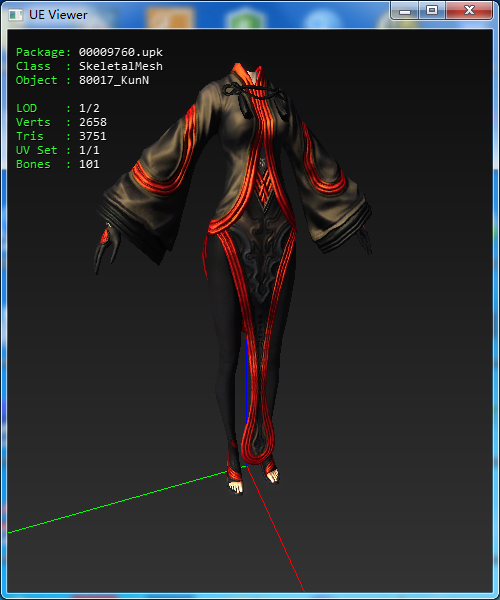 UE Viewer
Package: 00009760.upk
Class  : SkeletalMesh
Object : 80017_KunN
LOD    : 1/2
Verts  : 2658
Tris   : 3751
UV Set : 1/1
Bones  : 101